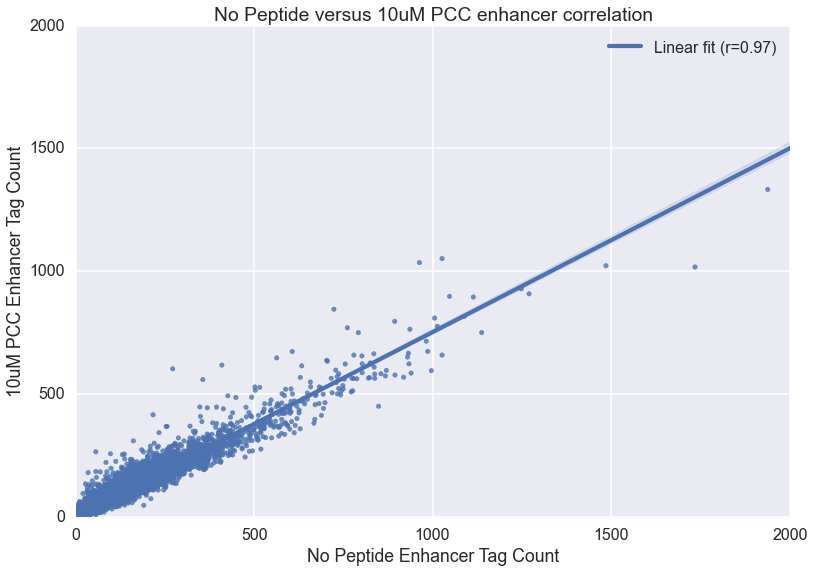 No Peptide versus 10uM PCC enhancer correlation
Linear fit (r=0.97)
10uM PCC Enhancer Tag Count
2000
1500
1000
500
0
0 500 1000 1500 2000
No Peptide Enhancer Tag Count